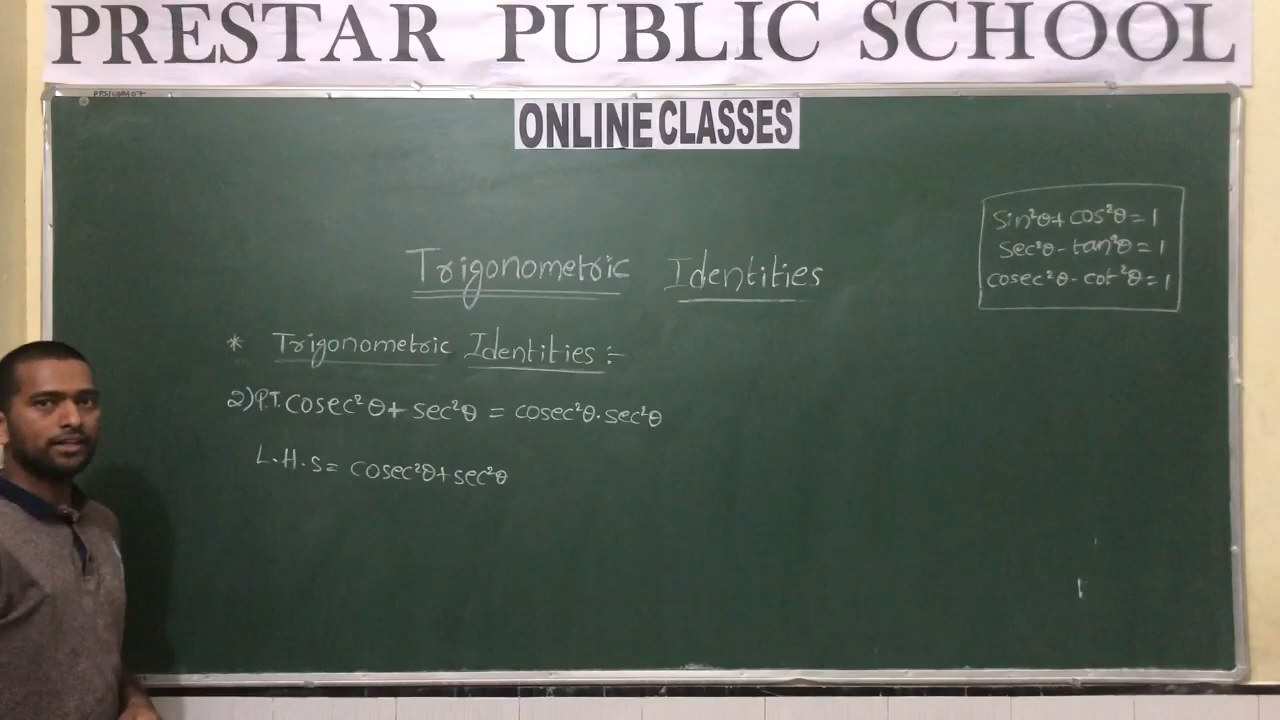 PRESTAR PUBLIC SCHOOL
ONLINE CLASSES
Sin²θ + cos²θ = 1
sec²θ - tan²θ = 1
cosec²θ - cot²θ = 1
Trigonometric Identities
* Trigonometric Identities :-
2) P.T. cosec²θ + sec²θ = cosec²θ. sec²θ
L.H.S = cosec²θ + sec²θ